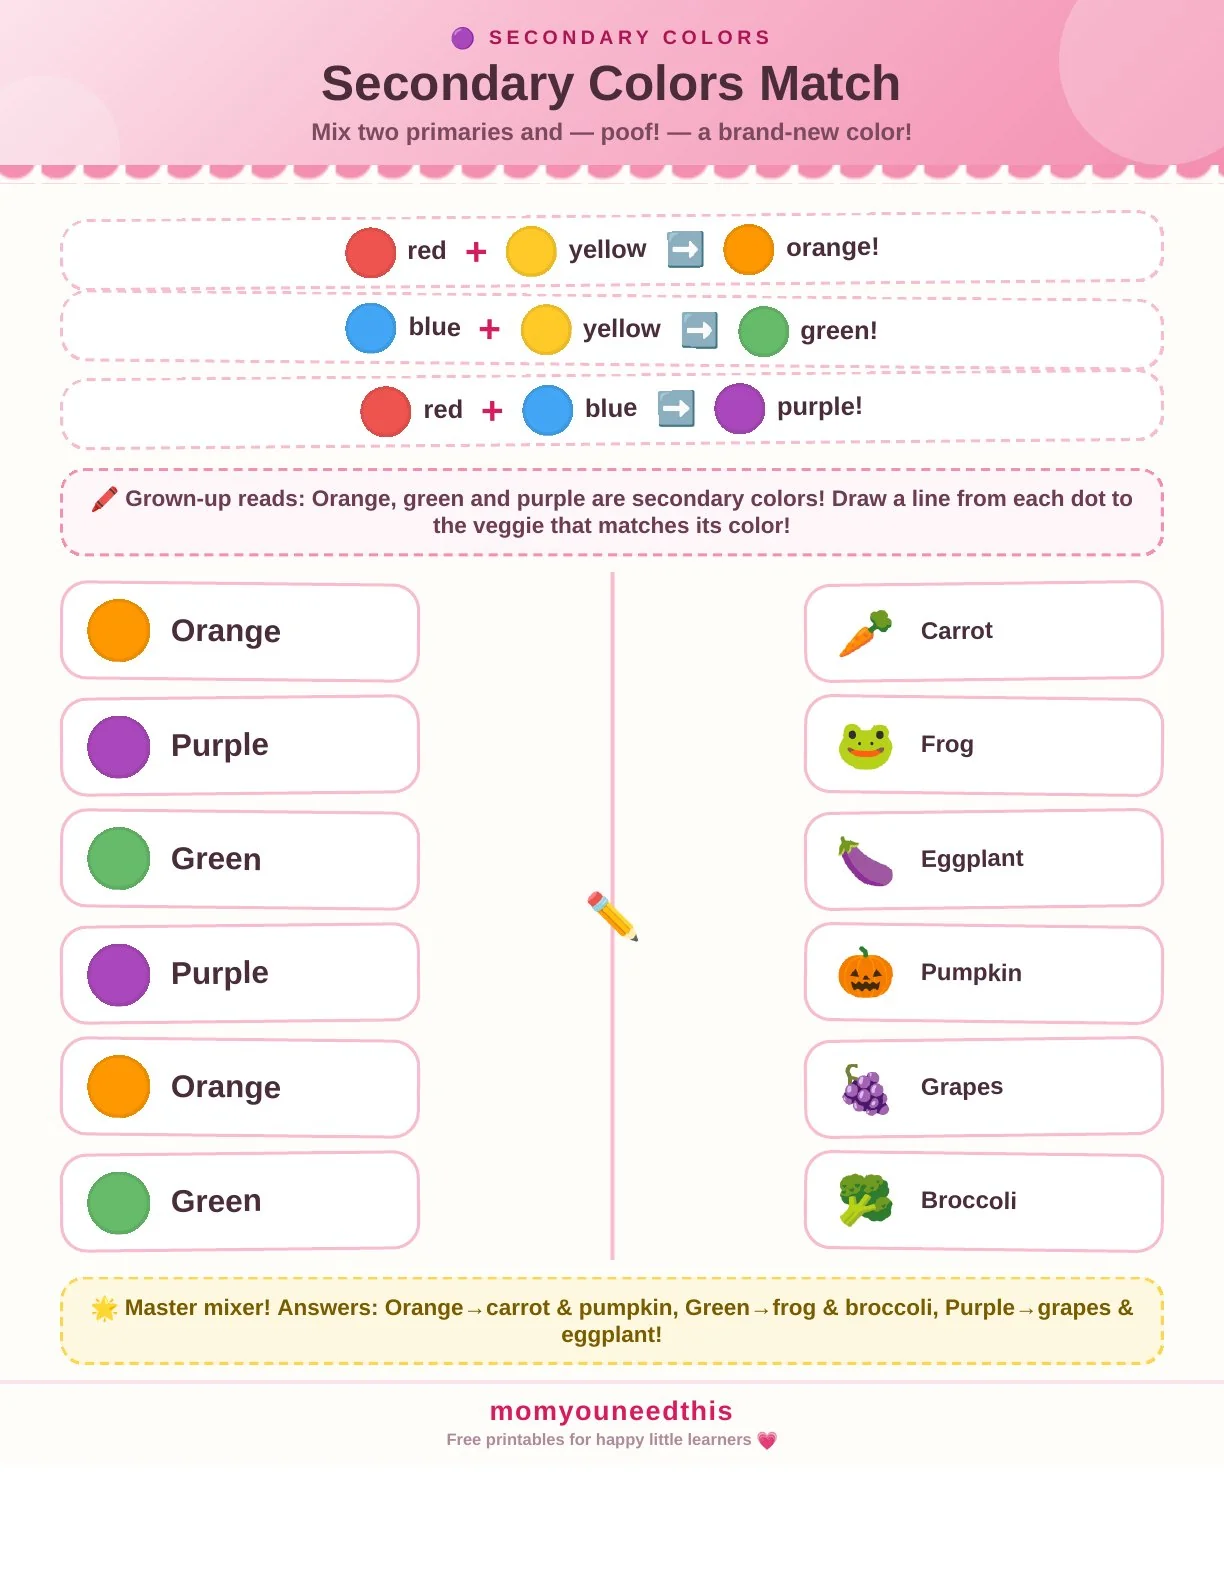 SECONDARY COLORS
Secondary Colors Match
Mix two primaries and — poof! — a brand-new color!
red + yellow ➡️ orange!
blue + yellow ➡️ green!
red + blue ➡️ purple!
Grown-up reads: Orange, green and purple are secondary colors! Draw a line from each dot to
the veggie that matches its color!
Orange
Carrot
Purple
Frog
Green
Eggplant
Purple
Pumpkin
Orange
Grapes
Green
Broccoli
Master mixer! Answers: Orange→carrot & pumpkin, Green→frog & broccoli, Purple→grapes &
eggplant!
momyouneedthis
Free printables for happy little learners